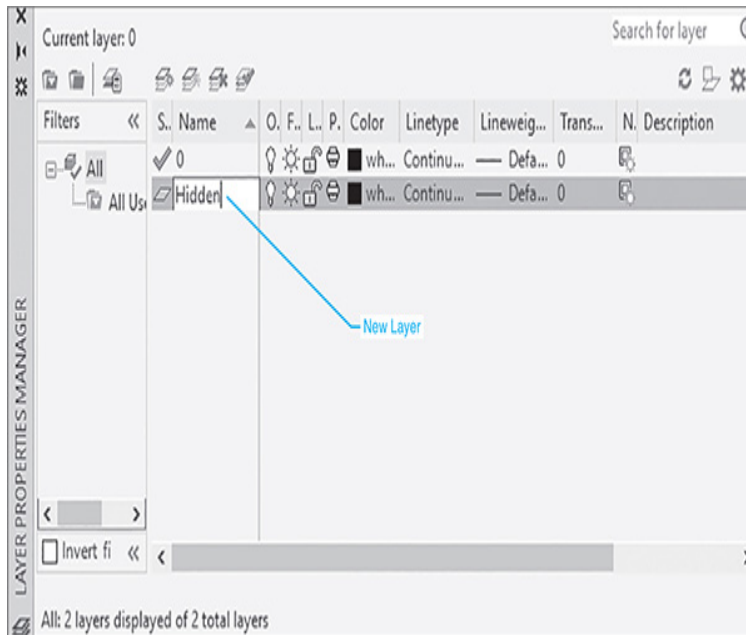 Current layer: 0
Search for layer
Filters « S.. Name O. F.. L.. P. Color Linetype Lineweig... Trans... N. Description
All 0 wh... Continu... Defa... 0
All Us Hidden wh... Continu... Defa... 0
New Layer
LAYER PROPERTIES MANAGER
Invert fi «
All: 2 layers displayed of 2 total layers